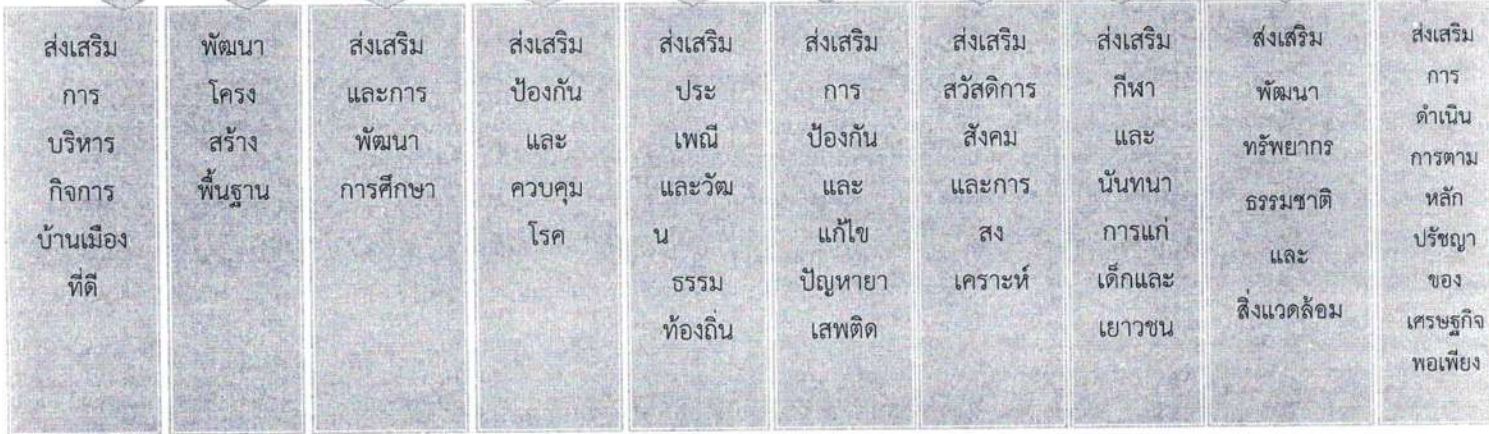 ส่งเสริม
การ
บริหาร
กิจการ
บ้านเมือง
ที่ดี
พัฒนา
โครง
สร้าง
พื้นฐาน
ส่งเสริม
และการ
พัฒนา
การศึกษา
ส่งเสริม
ป้องกัน
และ
ควบคุม
โรค
ส่งเสริม
ประ
เพณี
และวัฒ
น
ธรรม
ท้องถิ่น
ส่งเสริม
การ
ป้องกัน
และ
แก้ไข
ปัญหายา
เสพติด
ส่งเสริม
สวัสดิการ
สังคม
และการ
สง
เคราะห์
ส่งเสริม
กีฬา
และ
นันทนา
การแก่
เด็กและ
เยาวชน
ส่งเสริม
พัฒนา
ทรัพยากร
ธรรมชาติ
และ
สิ่งแวดล้อม
ส่งเสริม
การ
ดำเนิน
การตาม
หลัก
ปรัชญา
ของ
เศรษฐกิจ
พอเพียง